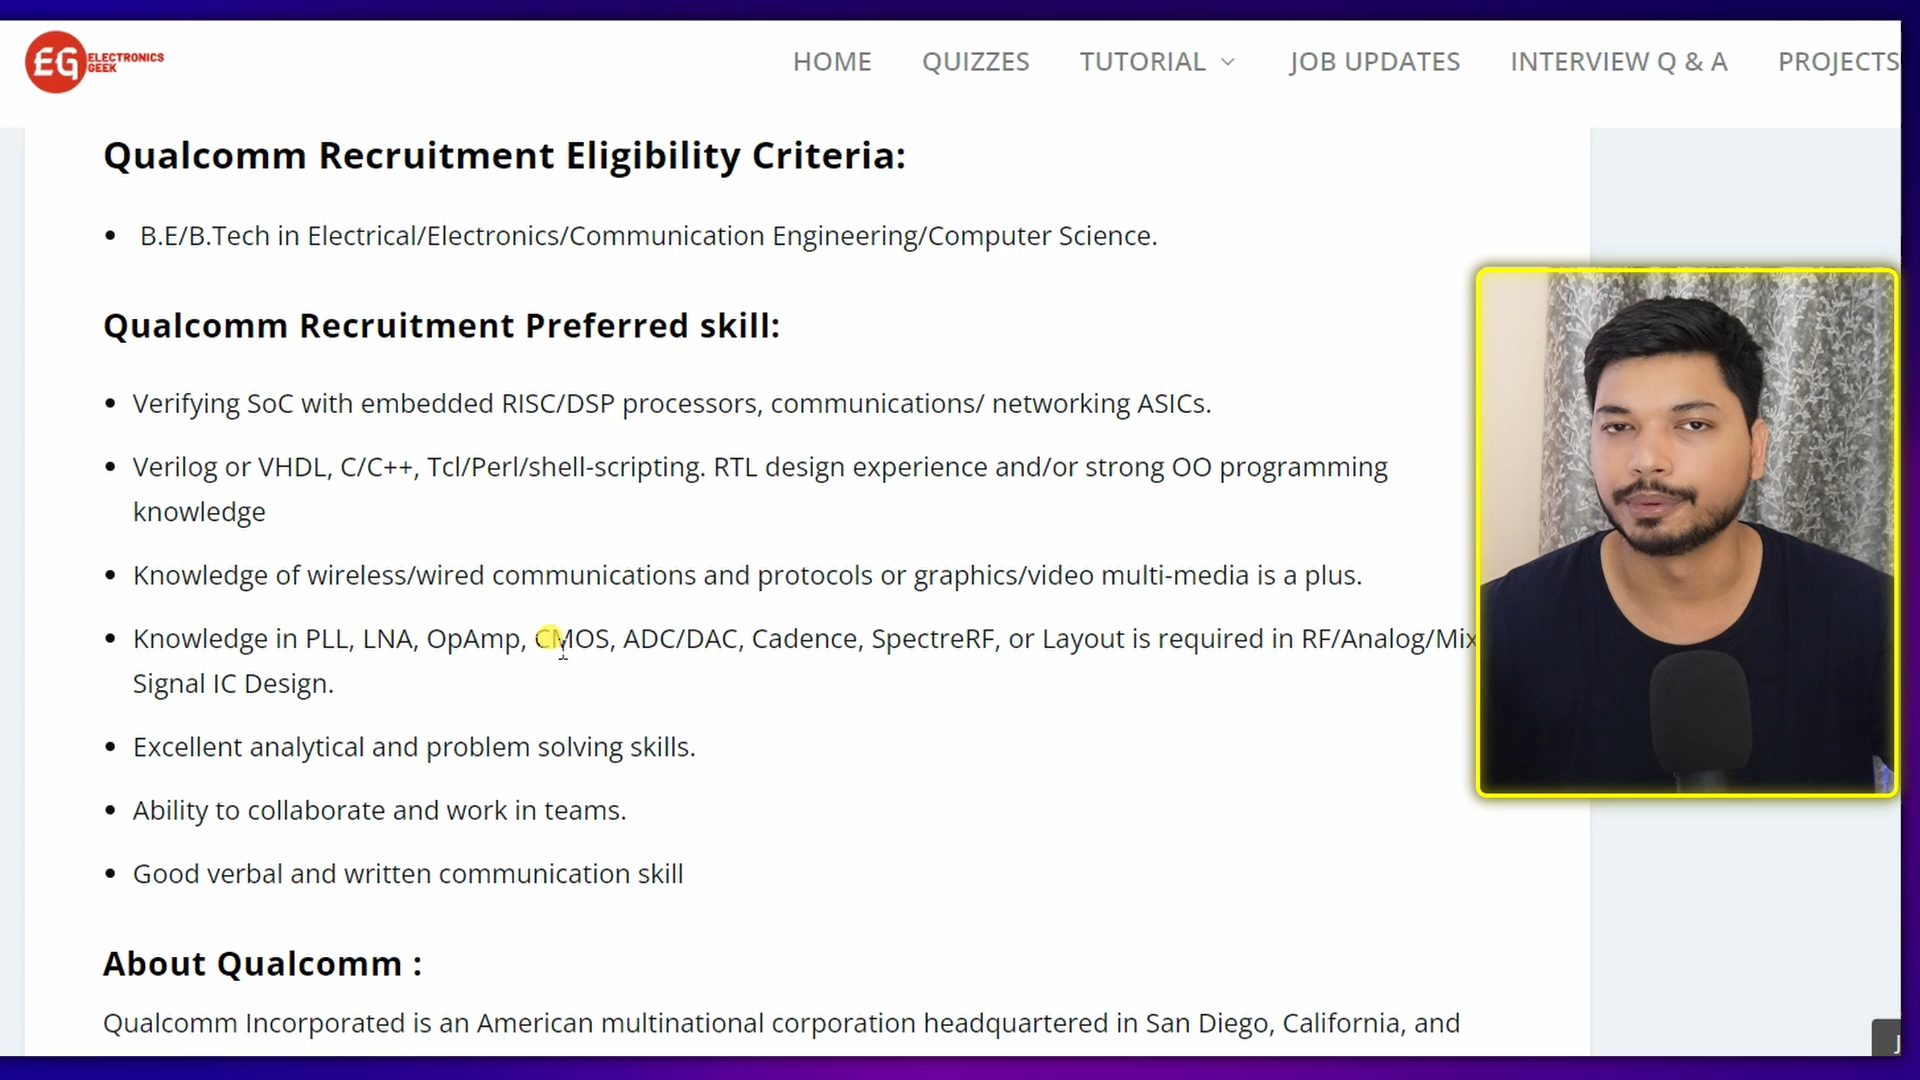 EG ELECTRONICS
GEEK
HOME QUIZZES TUTORIAL JOB UPDATES INTERVIEW Q & A PROJECTS
Qualcomm Recruitment Eligibility Criteria:
• B.E/B.Tech in Electrical/Electronics/Communication Engineering/Computer Science.
Qualcomm Recruitment Preferred skill:
• Verifying SoC with embedded RISC/DSP processors, communications/ networking ASICs.
• Verilog or VHDL, C/C++, Tcl/Perl/shell-scripting. RTL design experience and/or strong OO programming
knowledge
• Knowledge of wireless/wired communications and protocols or graphics/video multi-media is a plus.
• Knowledge in PLL, LNA, OpAmp, CMOS, ADC/DAC, Cadence, SpectreRF, or Layout is required in RF/Analog/Mix
Signal IC Design.
• Excellent analytical and problem solving skills.
• Ability to collaborate and work in teams.
• Good verbal and written communication skill
About Qualcomm :
Qualcomm Incorporated is an American multinational corporation headquartered in San Diego, California, and